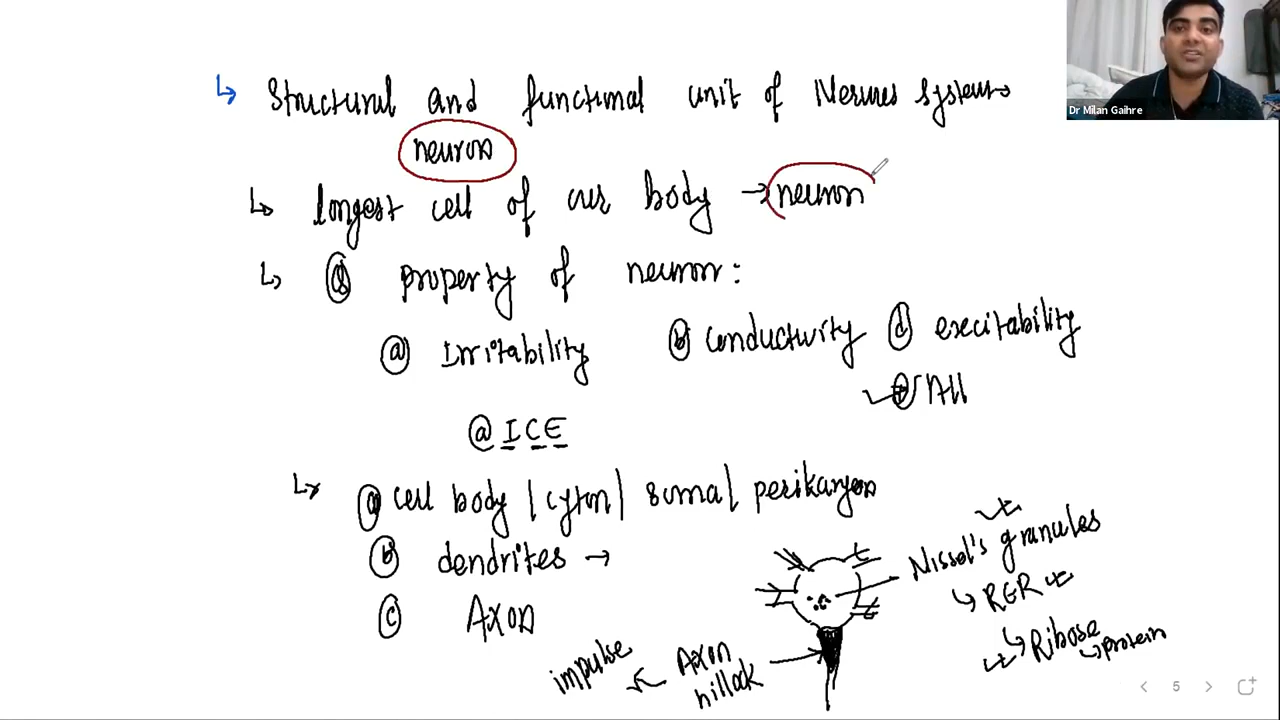 ↳ Structural and functional unit of Nervous system →
neuron
↳ longest cell of our body → neuron
↳ Q property of neuron:
a Irritability b conductivity c excitability
d All
@ ICE
↳ a cell body / cyton / soma / perikaryon
b dendrites →
c Axon
Nissol's granules
↳ RER
↳ Ribose
↳ protein
Axon hillock
impulse
Dr Milan Gaihre
5